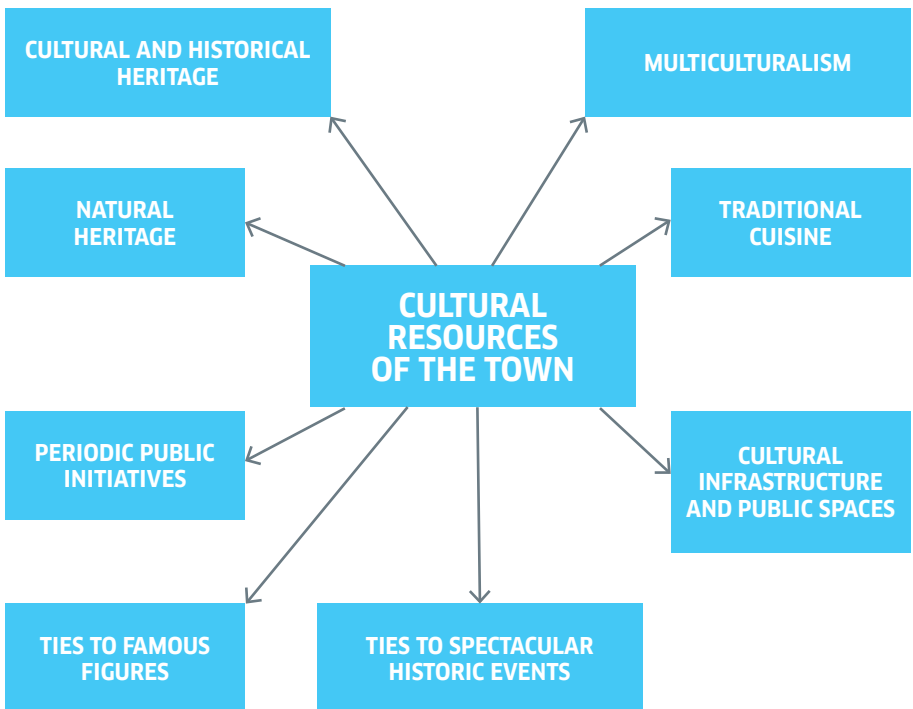 CULTURAL AND HISTORICAL
HERITAGE
MULTICULTURALISM
NATURAL
HERITAGE
TRADITIONAL
CUISINE
CULTURAL
RESOURCES
OF THE TOWN
PERIODIC PUBLIC
INITIATIVES
CULTURAL
INFRASTRUCTURE
AND PUBLIC SPACES
TIES TO FAMOUS
FIGURES
TIES TO SPECTACULAR
HISTORIC EVENTS